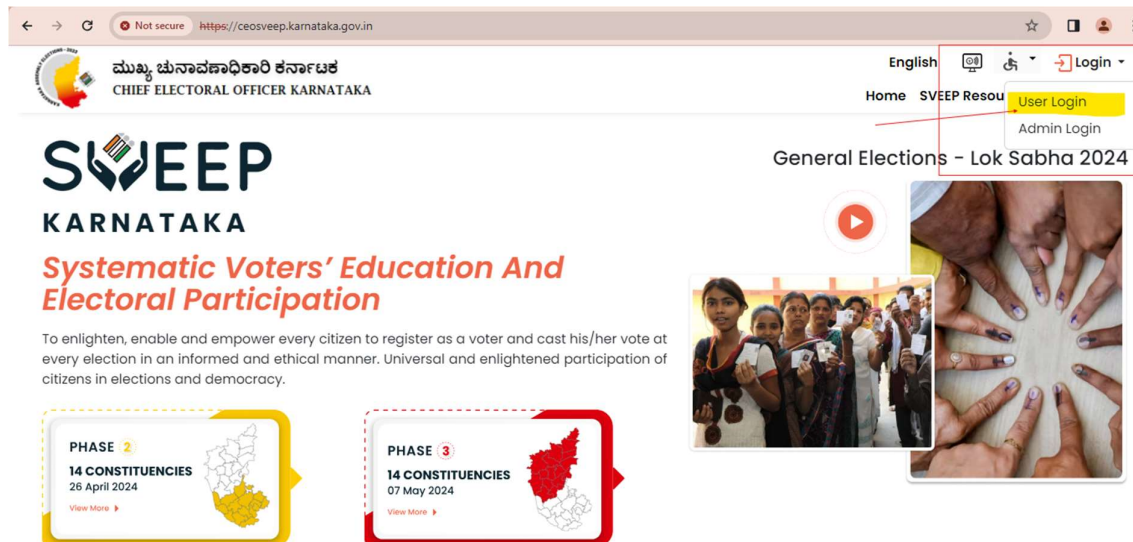 Not secure https://ceosveep.karnataka.gov.in
ಮುಖ್ಯ ಚುನಾವಣಾಧಿಕಾರಿ ಕರ್ನಾಟಕ
CHIEF ELECTORAL OFFICER KARNATAKA
English Login
Home SVEEP Resou
User Login
Admin Login
SVEEP
KARNATAKA
General Elections - Lok Sabha 2024
Systematic Voters' Education And
Electoral Participation
To enlighten, enable and empower every citizen to register as a voter and cast his/her vote at
every election in an informed and ethical manner. Universal and enlightened participation of
citizens in elections and democracy.
PHASE 2
14 CONSTITUENCIES
26 April 2024
View More
PHASE 3
14 CONSTITUENCIES
07 May 2024
View More